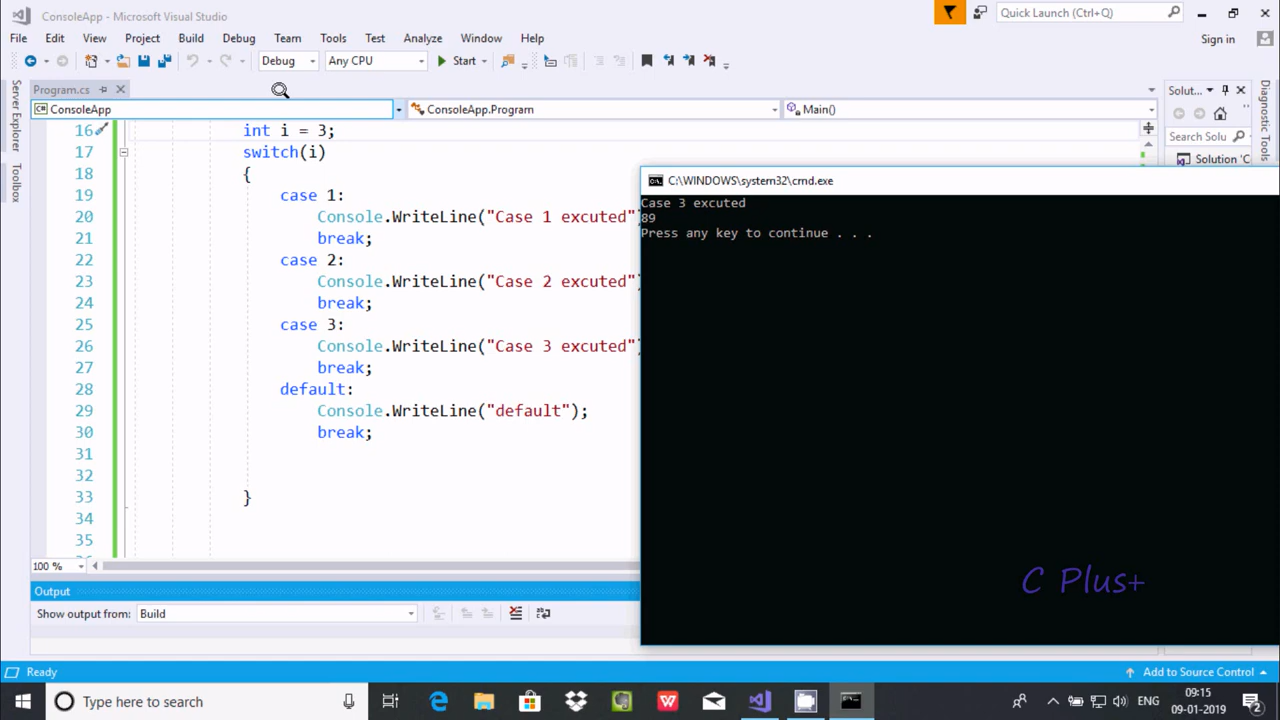 ConsoleApp - Microsoft Visual Studio
Quick Launch (Ctrl+Q)
File Edit View Project Build Debug Team Tools Test Analyze Window Help
Sign in
Debug Any CPU Start
Server Explorer
Toolbox
Program.cs
ConsoleApp
ConsoleApp.Program
Main()
Solut...
Search Solu
Solution 'C
Diagnostic Tools
16 int i = 3;
17 switch(i)
18 {
19 case 1:
20 Console.WriteLine("Case 1 excuted")
21 break;
22 case 2:
23 Console.WriteLine("Case 2 excuted")
24 break;
25 case 3:
26 Console.WriteLine("Case 3 excuted")
27 break;
28 default:
29 Console.WriteLine("default");
30 break;
31
32
33 }
34
35
C:\WINDOWS\system32\cmd.exe
Case 3 excuted
89
Press any key to continue . . .
C Plus+
100 %
Output
Show output from: Build
Ready
Add to Source Control
Type here to search
ENG
09:15
09-01-2019
2